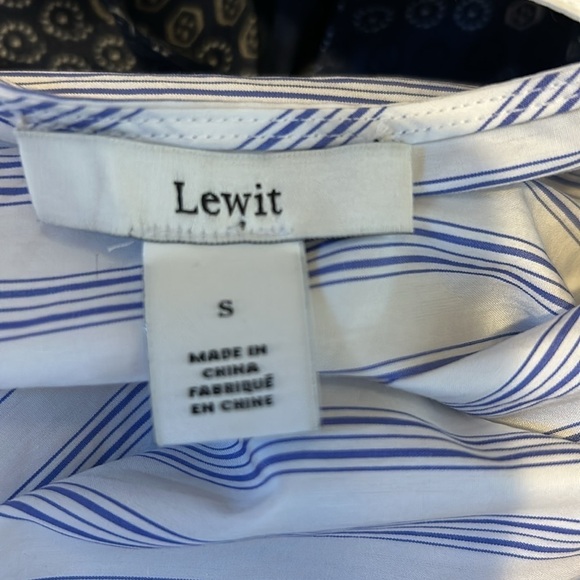 Lewit
S
MADE IN
CHINA
FABRIQUÉ
EN CHINE